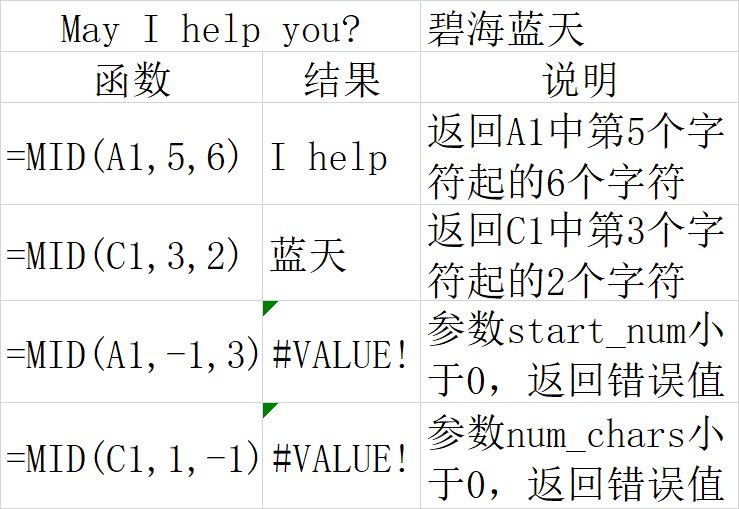 May I help you? 碧海蓝天
函数 结果 说明
=MID(A1,5,6) I help 返回A1中第5个字
符起的6个字符
=MID(C1,3,2) 蓝天 返回C1中第3个字
符起的2个字符
=MID(A1,-1,3) #VALUE! 参数start_num小
于0，返回错误值
=MID(C1,1,-1) #VALUE! 参数num_chars小
于0，返回错误值